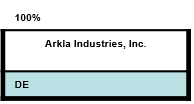 100%
Arkla Industries, Inc.
DE